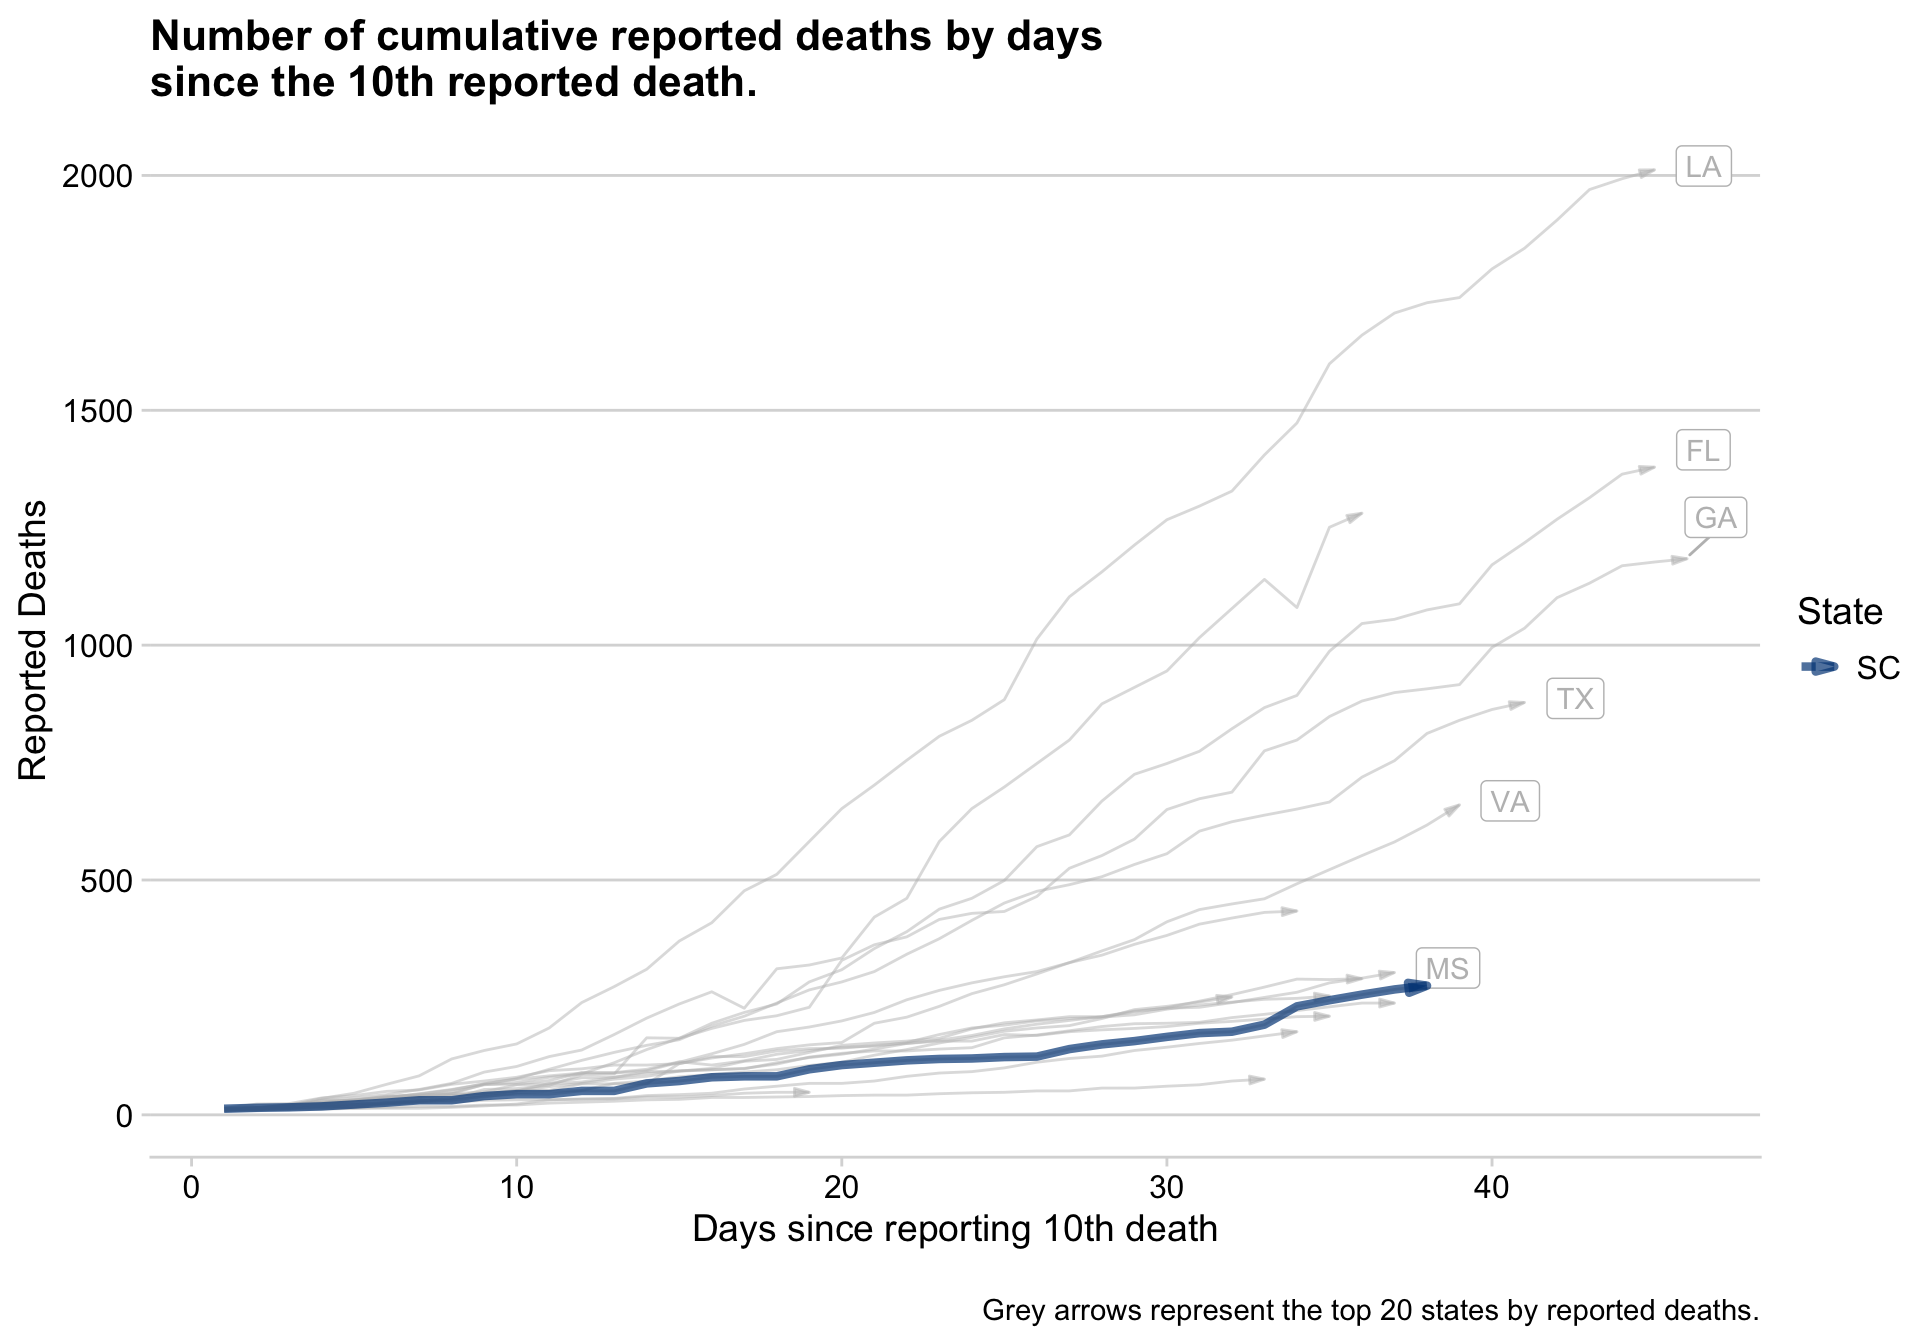 Number of cumulative reported deaths by days
since the 10th reported death.
2000
1500
1000
500
0
Reported Deaths
LA
FL
GA
TX
VA
MS
State
SC
0 10 20 30 40
Days since reporting 10th death
Grey arrows represent the top 20 states by reported deaths.